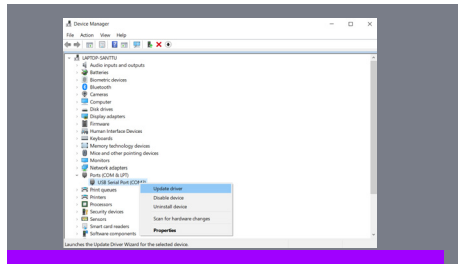 Device Manager
File Action View Help
LAPTOP-SANTTU
Audio inputs and outputs
Batteries
Biometric devices
Bluetooth
Cameras
Computer
Disk drives
Display adapters
Firmware
Human Interface Devices
Keyboards
Memory technology devices
Mice and other pointing devices
Monitors
Network adapters
Ports (COM & LPT)
USB Serial Port
Update driver
Print queues
Disable device
Printers
Uninstall device
Processors
Security devices
Scan for hardware changes
Sensors
Smart card readers
Properties
Software components
Launches the Update Driver Wizard for the selected device.